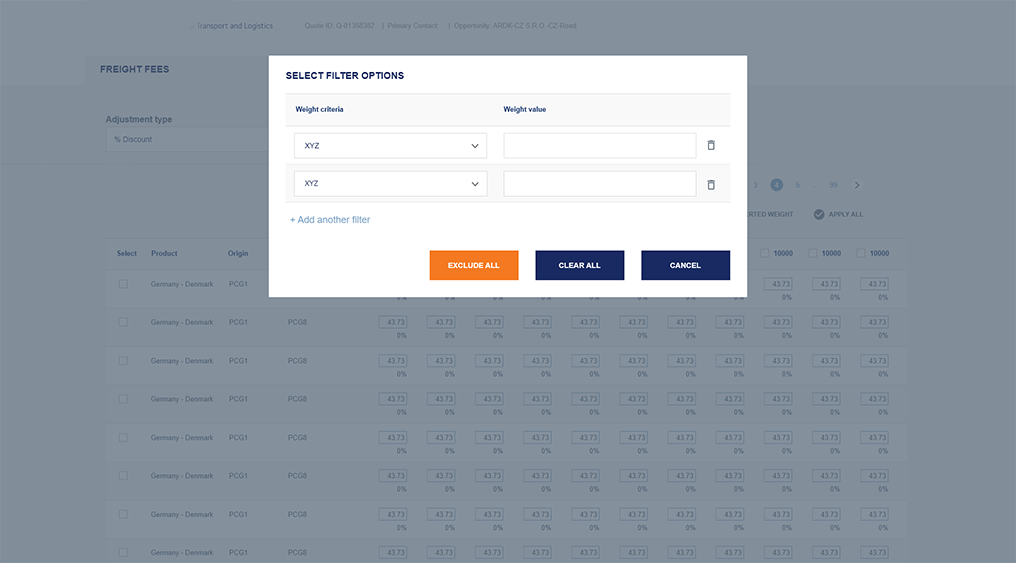 Transport and Logistics Quote ID: Q-01398382 | Primary Contact | Opportunity: ARDK-CZ S.R.O.-CZ-Road
FREIGHT FEES
SELECT FILTER OPTIONS
Weight criteria Weight value
Adjustment type
% Discount
XYZ
XYZ
3 4 5 ... 99
+ Add another filter
RTED WEIGHT APPLY ALL
Select Product Origin 10000 10000 10000
EXCLUDE ALL CLEAR ALL CANCEL
Germany - Denmark PCG1 43.73 43.73 43.73
0% 0% 0% 0% 0% 0% 0% 0% 0% 0% 0%
Germany - Denmark PCG1 PCG8 43.73 43.73 43.73 43.73 43.73 43.73 43.73 43.73 43.73 43.73 43.73
0% 0% 0% 0% 0% 0% 0% 0% 0% 0% 0%
Germany - Denmark PCG1 PCG8 43.73 43.73 43.73 43.73 43.73 43.73 43.73 43.73 43.73 43.73 43.73
0% 0% 0% 0% 0% 0% 0% 0% 0% 0% 0%
Germany - Denmark PCG1 PCG8 43.73 43.73 43.73 43.73 43.73 43.73 43.73 43.73 43.73 43.73 43.73
0% 0% 0% 0% 0% 0% 0% 0% 0% 0% 0%
Germany - Denmark PCG1 PCG8 43.73 43.73 43.73 43.73 43.73 43.73 43.73 43.73 43.73 43.73 43.73
0% 0% 0% 0% 0% 0% 0% 0% 0% 0% 0%
Germany - Denmark PCG1 PCG8 43.73 43.73 43.73 43.73 43.73 43.73 43.73 43.73 43.73 43.73 43.73
0% 0% 0% 0% 0% 0% 0% 0% 0% 0% 0%
Germany - Denmark PCG1 PCG8 43.73 43.73 43.73 43.73 43.73 43.73 43.73 43.73 43.73 43.73 43.73
0% 0% 0% 0% 0% 0% 0% 0% 0% 0% 0%
Germany - Denmark PCG1 PCG8 43.73 43.73 43.73 43.73 43.73 43.73 43.73 43.73 43.73 43.73 43.73